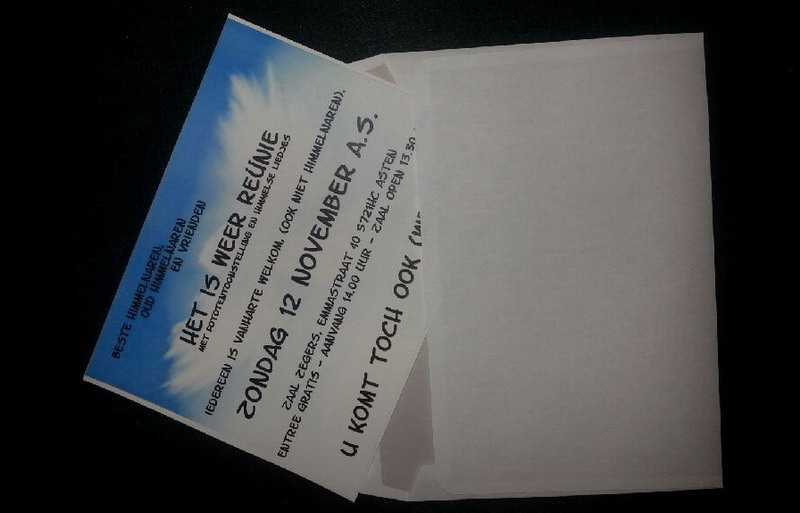 BESTE HIMMELNAREN,
OUD HIMMELNAREN
EN VRIENDEN
HET IS WEER REÜNIE
MET FOTOTENTOONSTELLING EN HIMMELSE LIEDJES
IEDEREEN IS VANHARTE WELKOM, (OOK NIET HIMMELNAREN).
ZONDAG 12 NOVEMBER A.S.
ZAAL ZEGERS, EMMASTRAAT 40 5721HC ASTEN
ENTREE GRATIS - AANVANG 14.00 UUR - ZAAL OPEN 13.30
U KOMT TOCH OOK